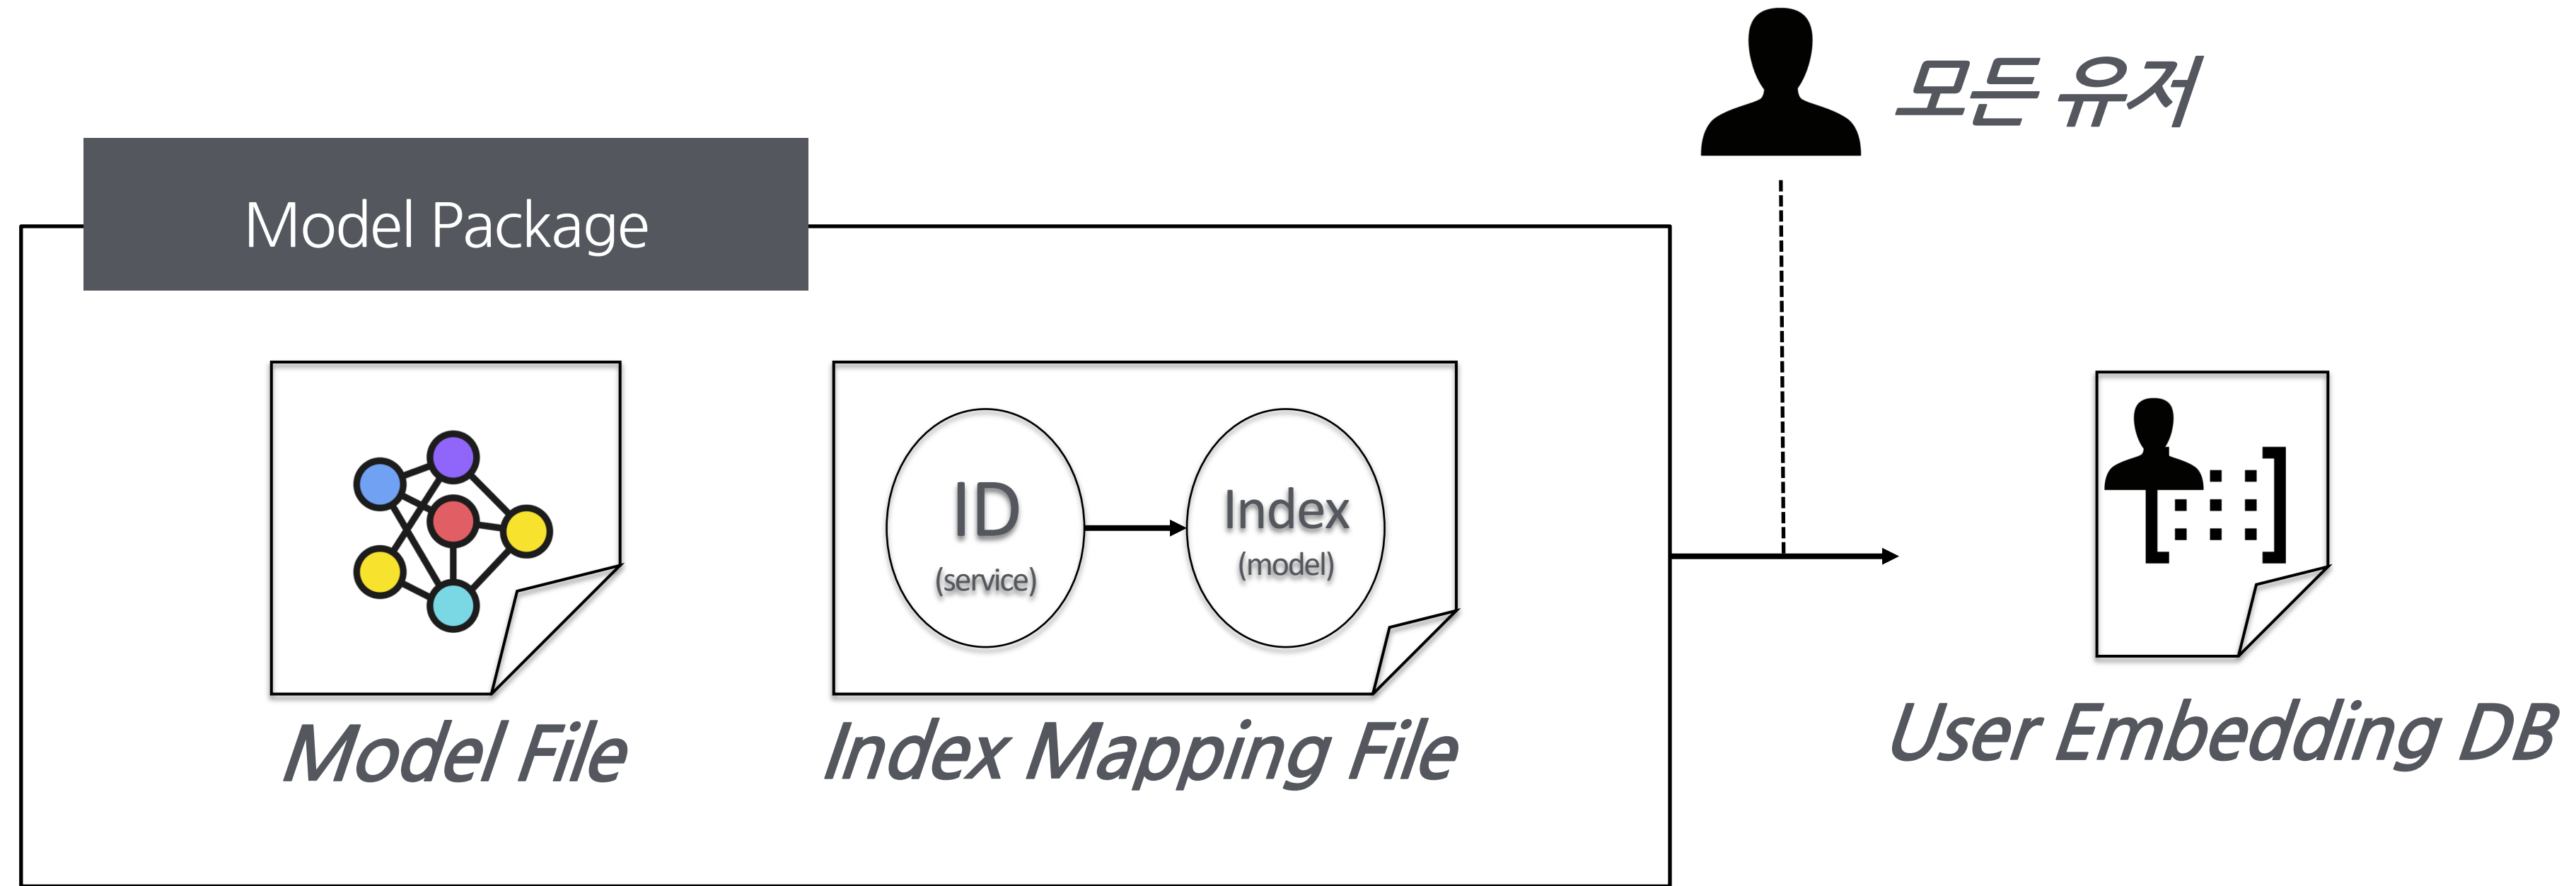 모든 유저
Model Package
ID
(service)
Index
(model)
Model File
Index Mapping File
User Embedding DB